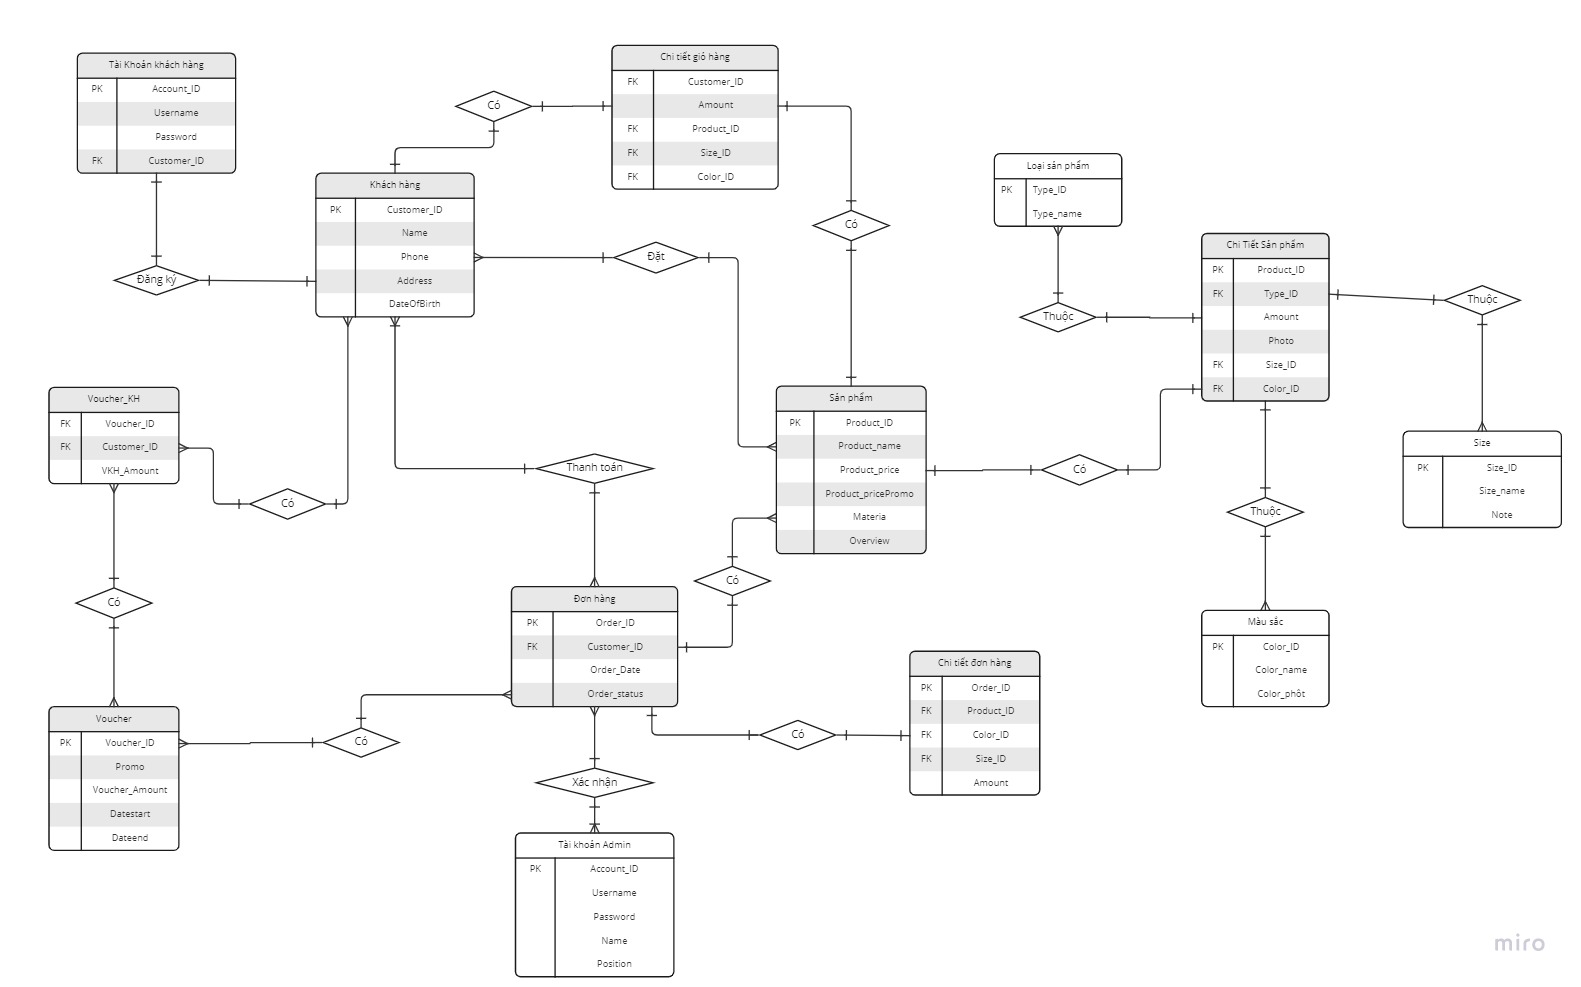 Tài Khoản khách hàng
PK Account_ID
Username
Password
FK Customer_ID
Đăng ký
Có
Chi tiết giỏ hàng
FK Customer_ID
Amount
FK Product_ID
FK Size_ID
FK Color_ID
Khách hàng
PK Customer_ID
Name
Phone
Address
DateOfBirth
Đặt
Có
Loại sản phẩm
PK Type_ID
Type_name
Thuộc
Chi Tiết Sản phẩm
PK Product_ID
FK Type_ID
Amount
Photo
FK Size_ID
FK Color_ID
Thuộc
Voucher_KH
FK Voucher_ID
FK Customer_ID
VKH_Amount
Có
Thanh toán
Sản phẩm
PK Product_ID
Product_name
Product_price
Product_pricePromo
Materia
Overview
Có
Thuộc
Size
PK Size_ID
Size_name
Note
Có
Có
Đơn hàng
PK Order_ID
FK Customer_ID
Order_Date
Order_status
Màu sắc
PK Color_ID
Color_name
Color_phôt
Chi tiết đơn hàng
PK Order_ID
FK Product_ID
FK Color_ID
FK Size_ID
Amount
Voucher
PK Voucher_ID
Promo
Voucher_Amount
Datestart
Dateend
Có
Có
Xác nhận
Tài khoản Admin
PK Account_ID
Username
Password
Name
Position
miro